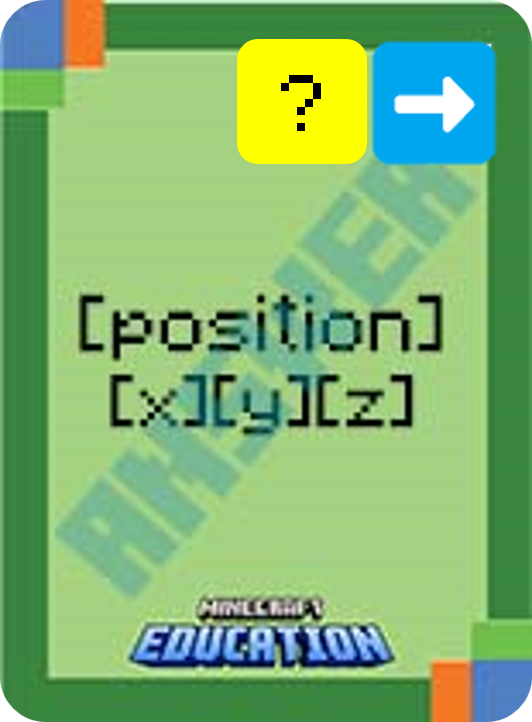 ?
[position]
[x][y][z]
ANSWER
MINECRAFT
EDUCATION